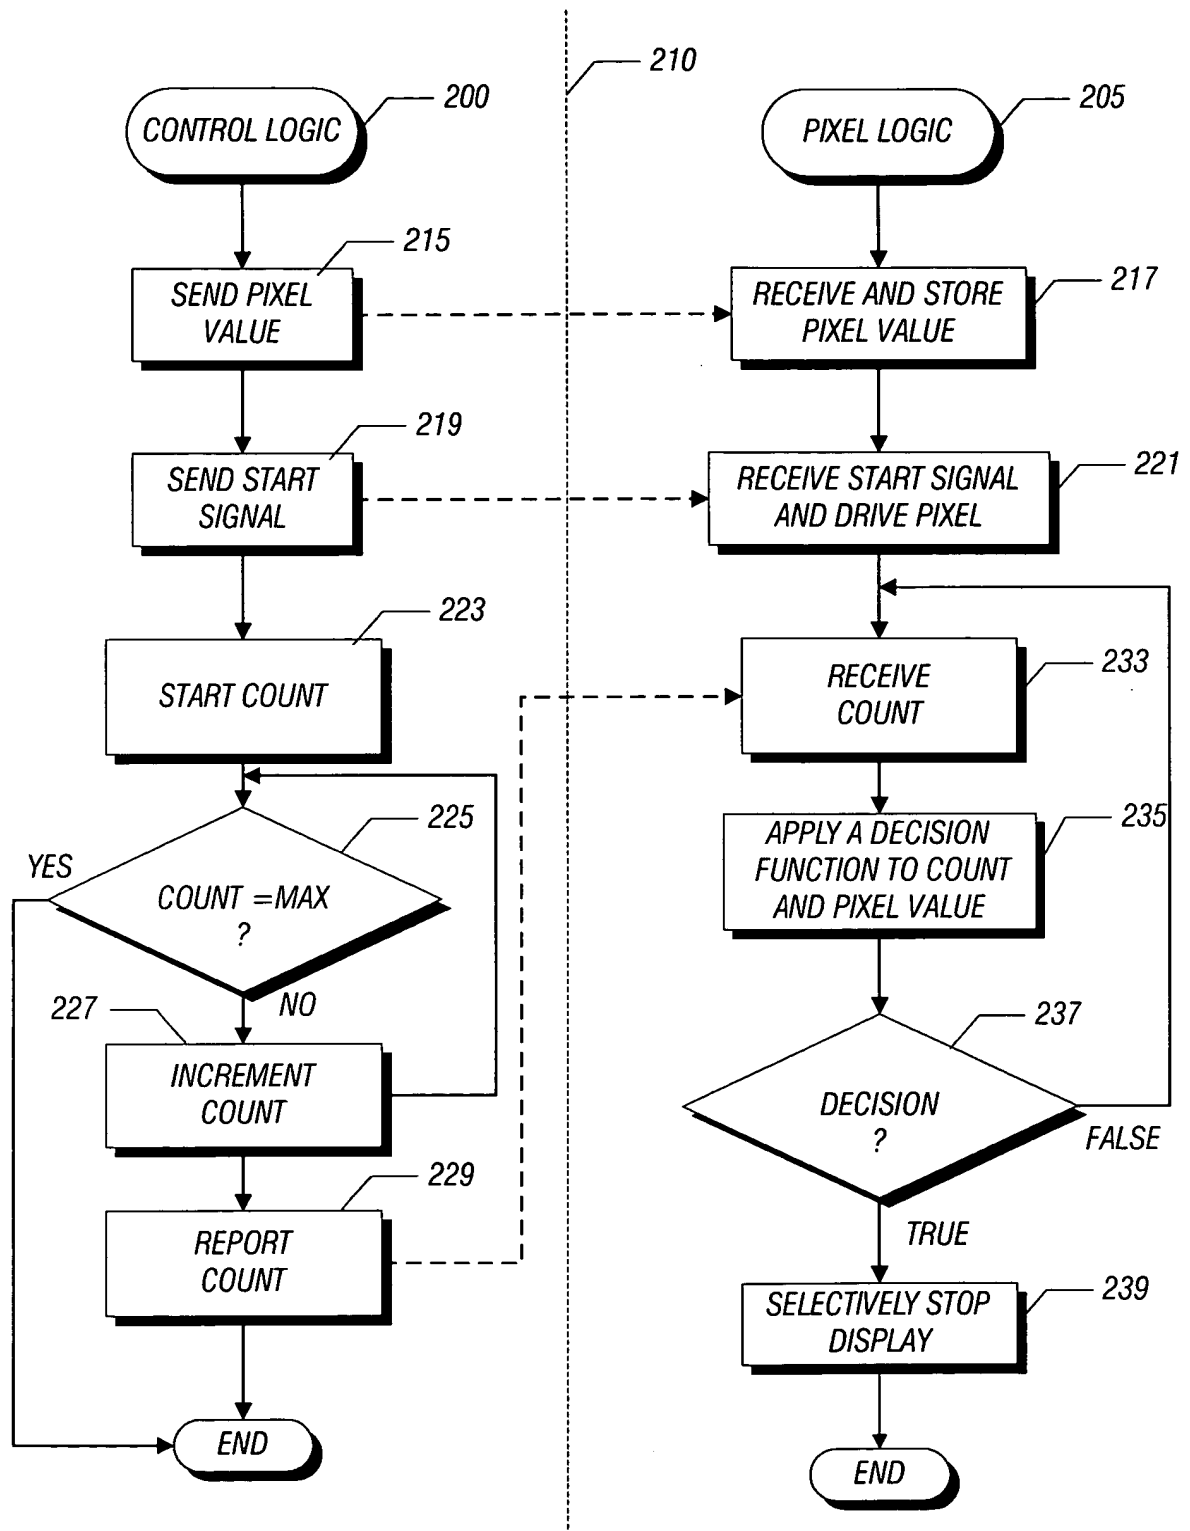 210
CONTROL LOGIC
200
SEND PIXEL
VALUE
215
SEND START
SIGNAL
219
START COUNT
223
COUNT =MAX
?
225
YES
NO
INCREMENT
COUNT
227
REPORT
COUNT
229
END
PIXEL LOGIC
205
RECEIVE AND STORE
PIXEL VALUE
217
RECEIVE START SIGNAL
AND DRIVE PIXEL
221
RECEIVE
COUNT
233
APPLY A DECISION
FUNCTION TO COUNT
AND PIXEL VALUE
235
DECISION
?
237
FALSE
TRUE
SELECTIVELY STOP
DISPLAY
239
END